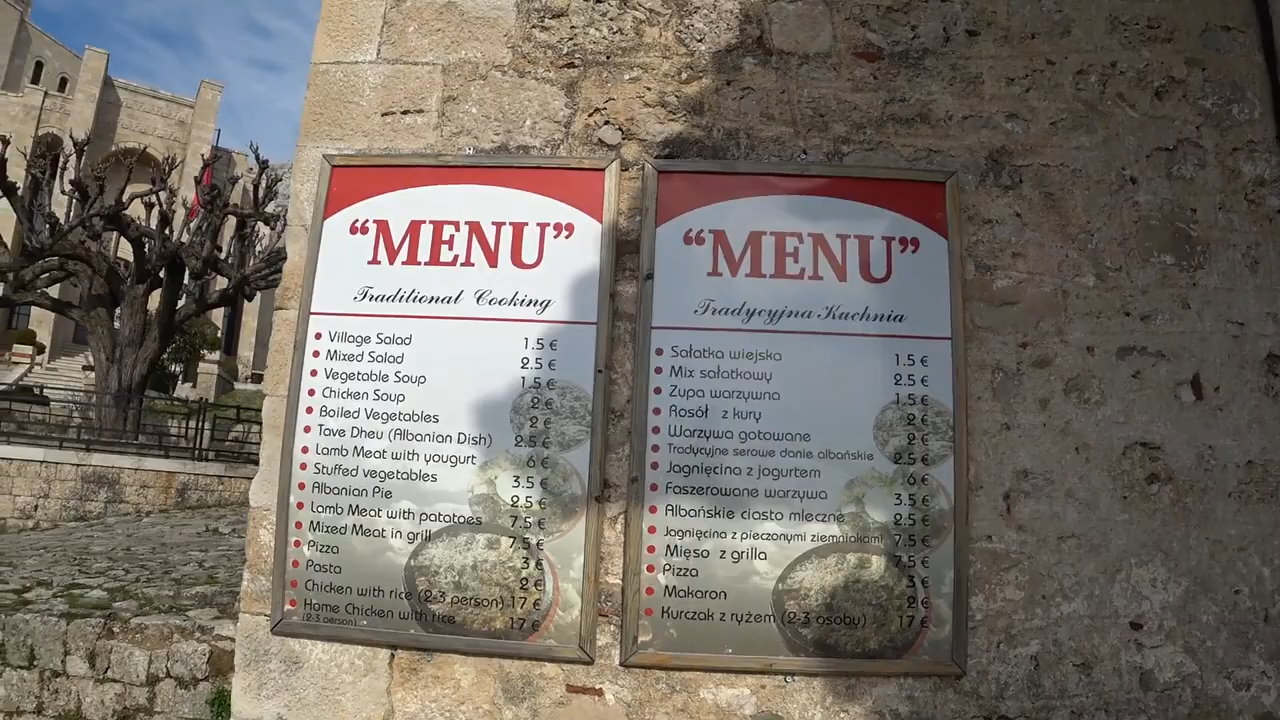 “MENU”
Traditional Cooking
Village Salad 1.5 €
Mixed Salad 2.5 €
Vegetable Soup 1.5 €
Chicken Soup 2 €
Boiled Vegetables 2 €
Tave Dheu (Albanian Dish) 2.5 €
Lamb Meat with yougurt 6 €
Stuffed vegetables 3.5 €
Albanian Pie 2.5 €
Lamb Meat with patatoes 7.5 €
Mixed Meat in grill 7.5 €
Pizza 3 €
Pasta 2 €
Chicken with rice (2-3 person) 17 €
Home Chicken with rice 17 €
(2-3 person)
“MENU”
Tradycyjna Kuchnia
Sałatka wiejska 1.5 €
Mix sałatkowy 2.5 €
Zupa warzywna 1.5 €
Rosół z kury 2 €
Warzywa gotowane 2 €
Tradycyjne serowe danie albańskie 2.5 €
Jagnięcina z jogurtem 6 €
Faszerowane warzywa 3.5 €
Albańskie ciasto mleczne 2.5 €
Jagnięcina z pieczonymi ziemniakami 7.5 €
Mięso z grilla 7.5 €
Pizza 3 €
Makaron 2 €
Kurczak z ryżem (2-3 osoby) 17 €